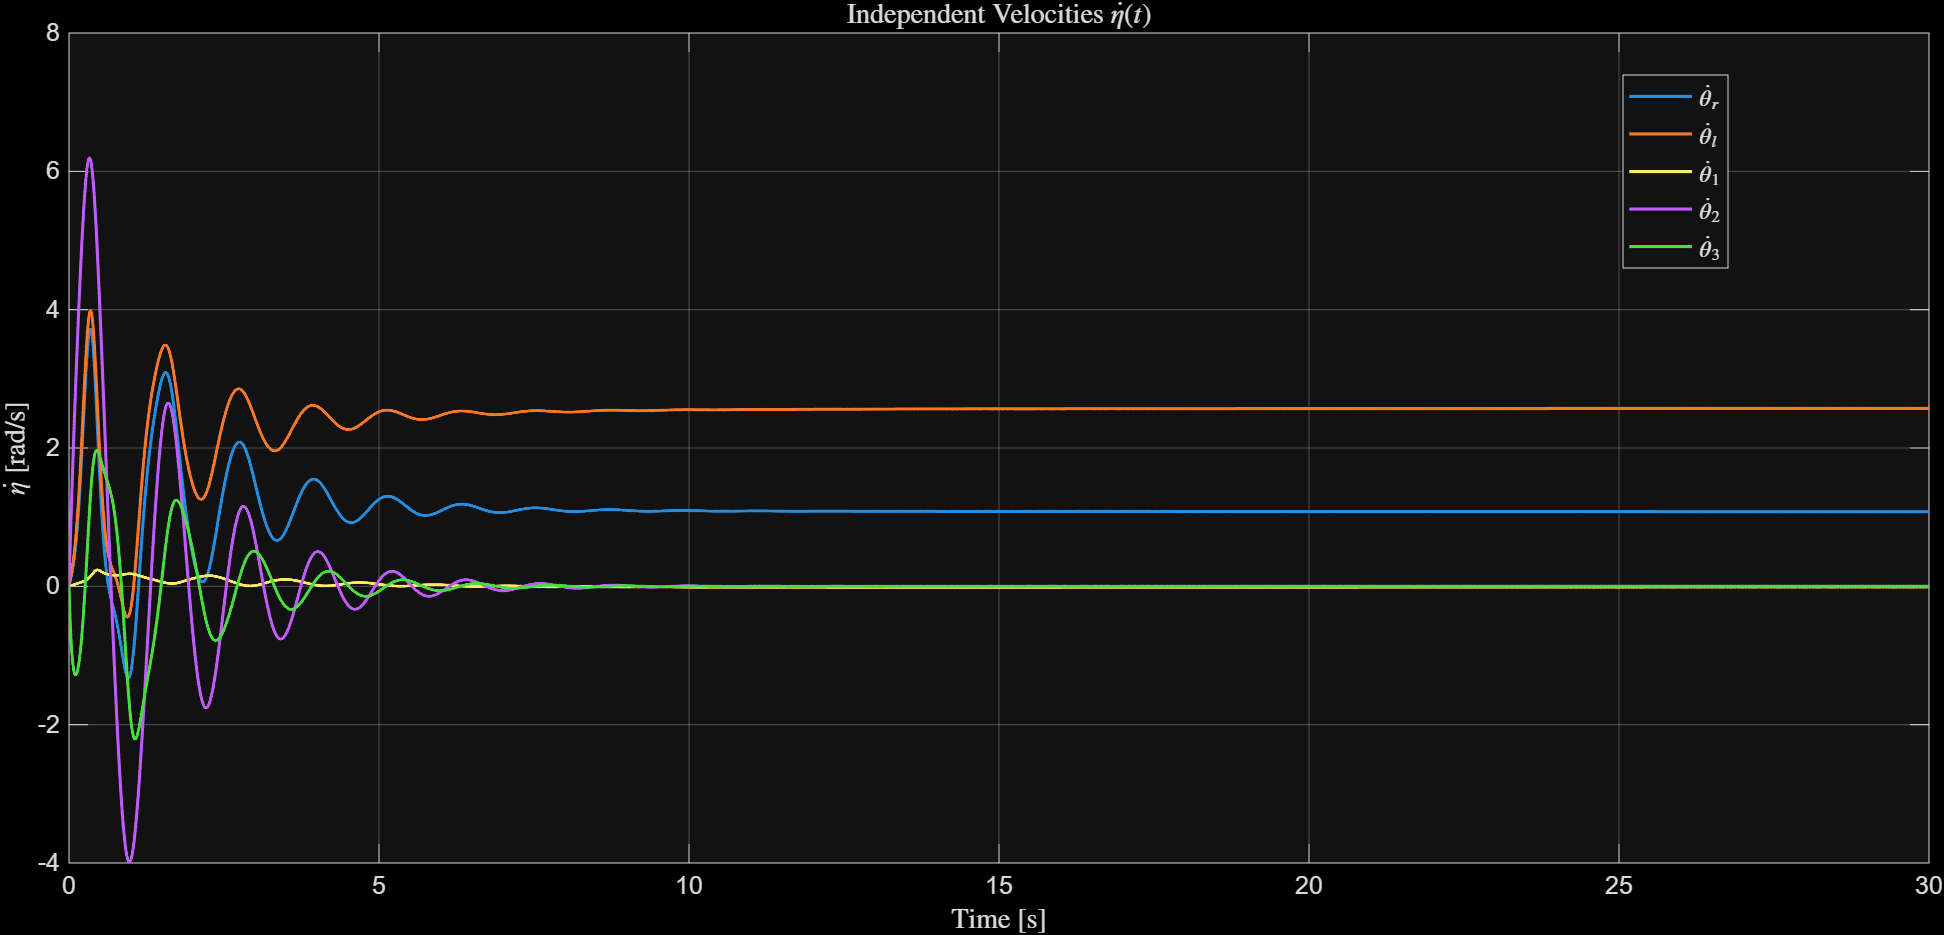 Independent Velocities η̇(t)
8
6
4
2
0
-2
-4
η̇ [rad/s]
θ̇r
θ̇l
θ̇1
θ̇2
θ̇3
0 5 10 15 20 25 30
Time [s]